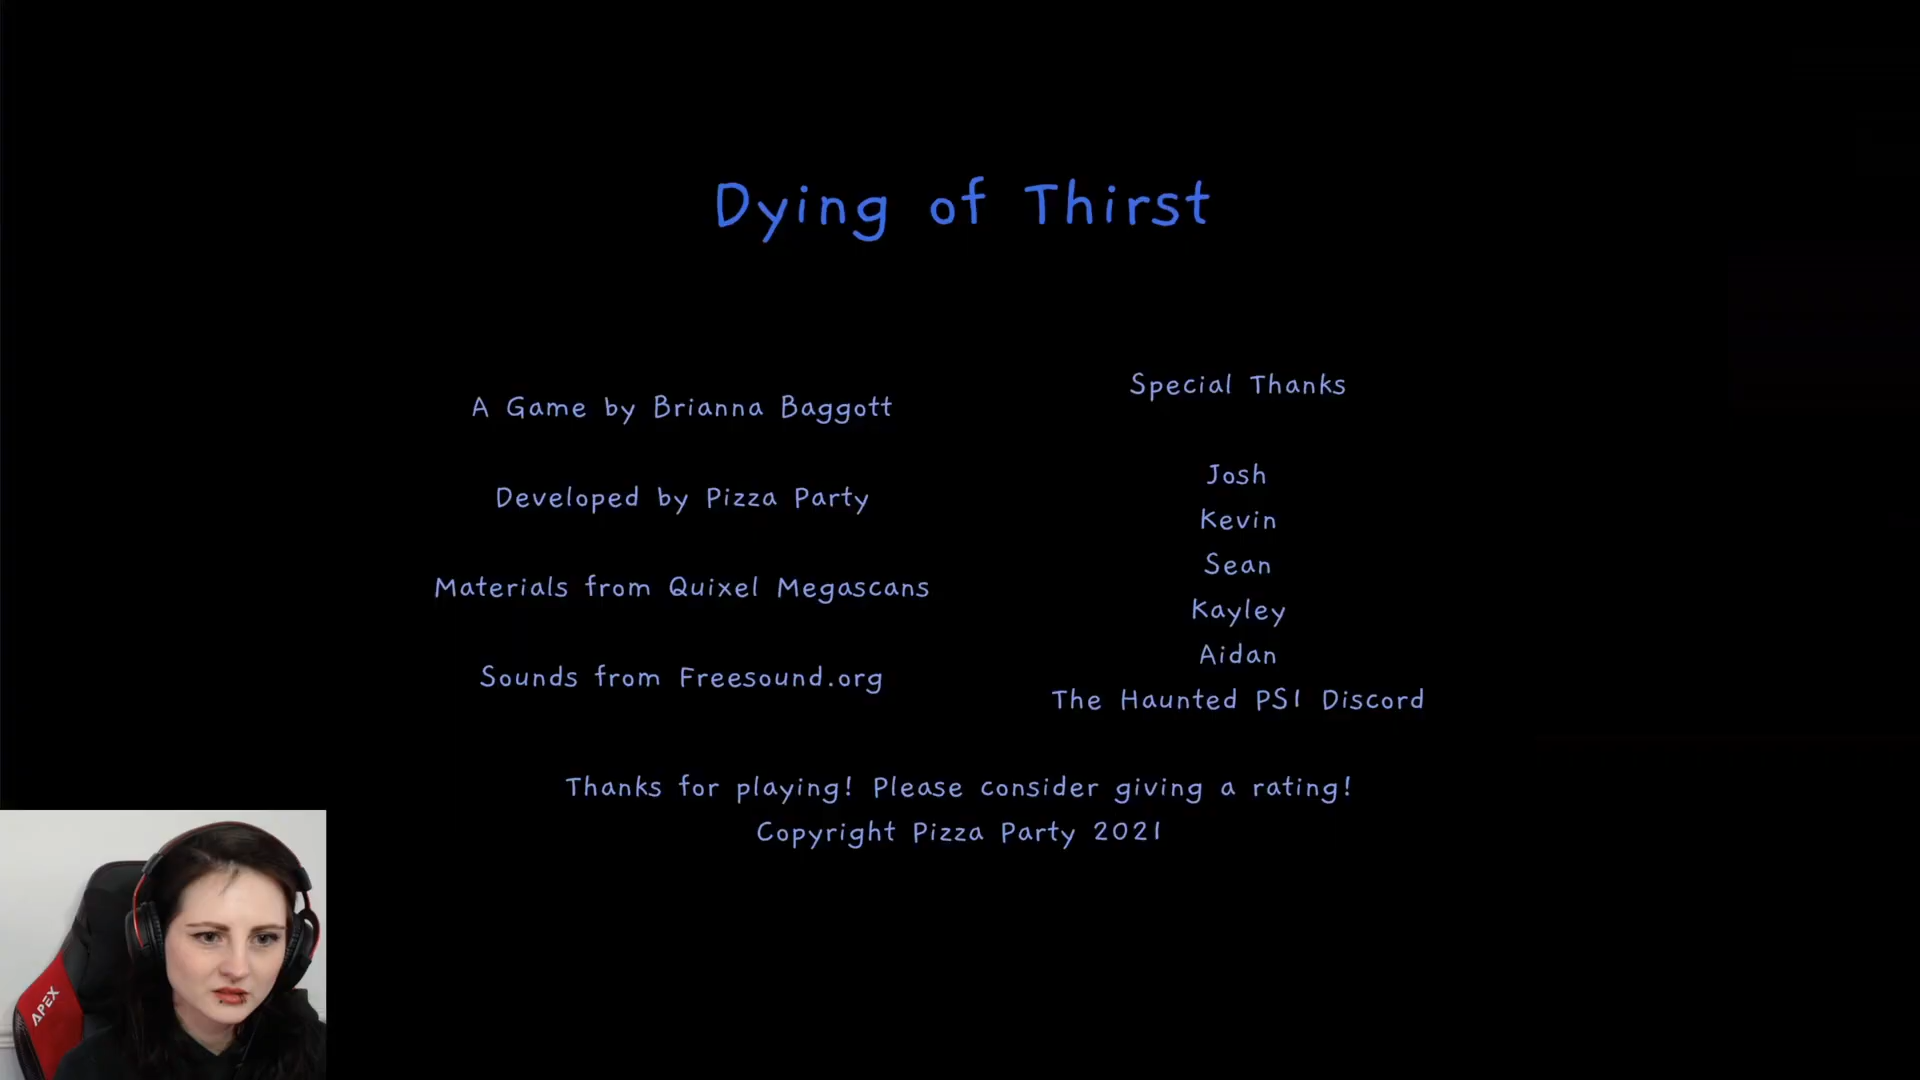 Dying of Thirst
A Game by Brianna Baggott
Developed by Pizza Party
Materials from Quixel Megascans
Sounds from Freesound.org
Special Thanks
Josh
Kevin
Sean
Kayley
Aidan
The Haunted PS1 Discord
Thanks for playing! Please consider giving a rating!
Copyright Pizza Party 2021
APEX